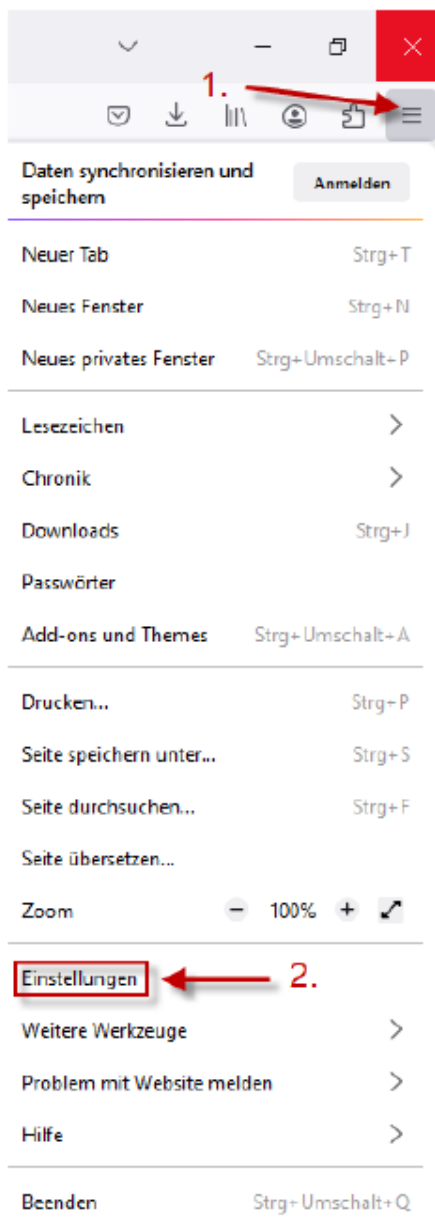 1.
Daten synchronisieren und
speichern
Anmelden
Neuer Tab Strg+T
Neues Fenster Strg+N
Neues privates Fenster Strg+Umschalt+P
Lesezeichen
Chronik
Downloads Strg+J
Passwörter
Add-ons und Themes Strg+Umschalt+A
Drucken... Strg+P
Seite speichern unter... Strg+S
Seite durchsuchen... Strg+F
Seite übersetzen...
Zoom − 100% +
Einstellungen 2.
Weitere Werkzeuge
Problem mit Website melden
Hilfe
Beenden Strg+Umschalt+Q